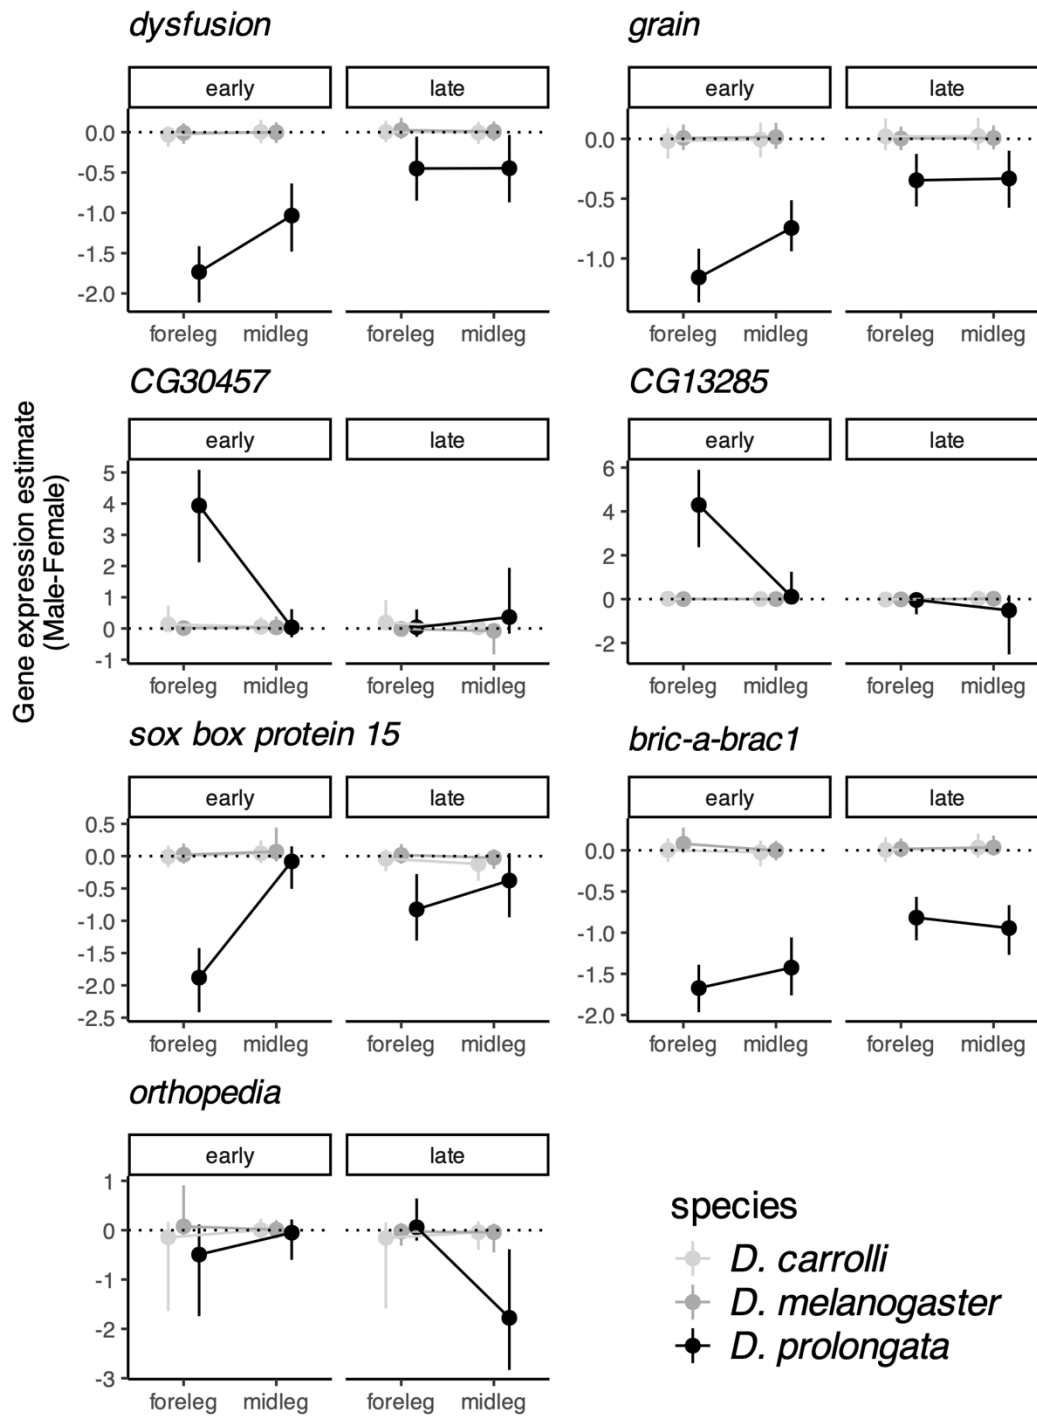 dysfusion
grain
early
late
early
late
0.0
-0.5
-1.0
-1.5
-2.0
0.0
-0.5
-1.0
foreleg midleg
foreleg midleg
foreleg midleg
foreleg midleg
CG30457
CG13285
early
late
early
late
Gene expression estimate
(Male-Female)
5
4
3
2
1
0
-1
6
4
2
0
-2
foreleg midleg
foreleg midleg
foreleg midleg
foreleg midleg
sox box protein 15
bric-a-brac1
early
late
early
late
0.5
0.0
-0.5
-1.0
-1.5
-2.0
-2.5
0.0
-0.5
-1.0
-1.5
-2.0
foreleg midleg
foreleg midleg
foreleg midleg
foreleg midleg
orthopedia
early
late
1
0
-1
-2
-3
foreleg midleg
foreleg midleg
species
D. carrolli
D. melanogaster
D. prolongata